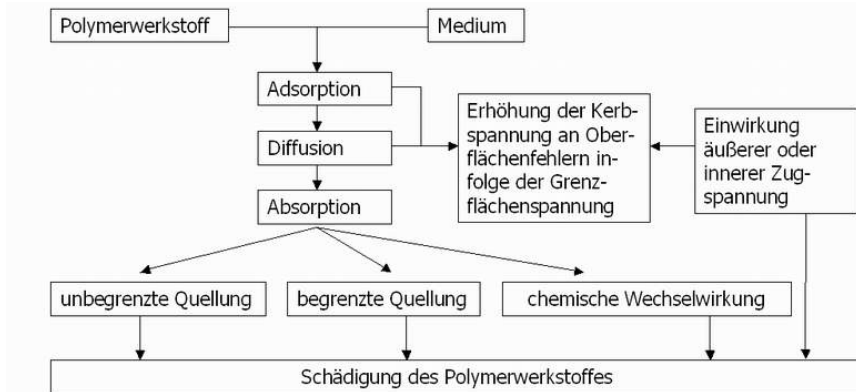 Polymerwerkstoff
Medium
Adsorption
Diffusion
Absorption
Erhöhung der Kerb-
spannung an Ober-
flächenfehlern in-
folge der Grenz-
flächenspannung
Einwirkung
äußerer oder
innerer Zug-
spannung
unbegrenzte Quellung
begrenzte Quellung
chemische Wechselwirkung
Schädigung des Polymerwerkstoffes